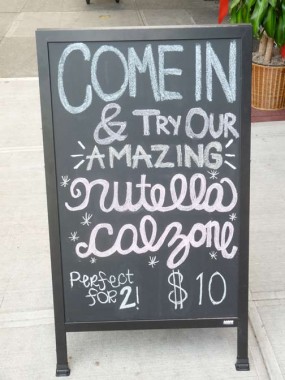 COME IN
& TRY OUR
AMAZING
nutella
calzone
PERFECT
FOR 2!
$10